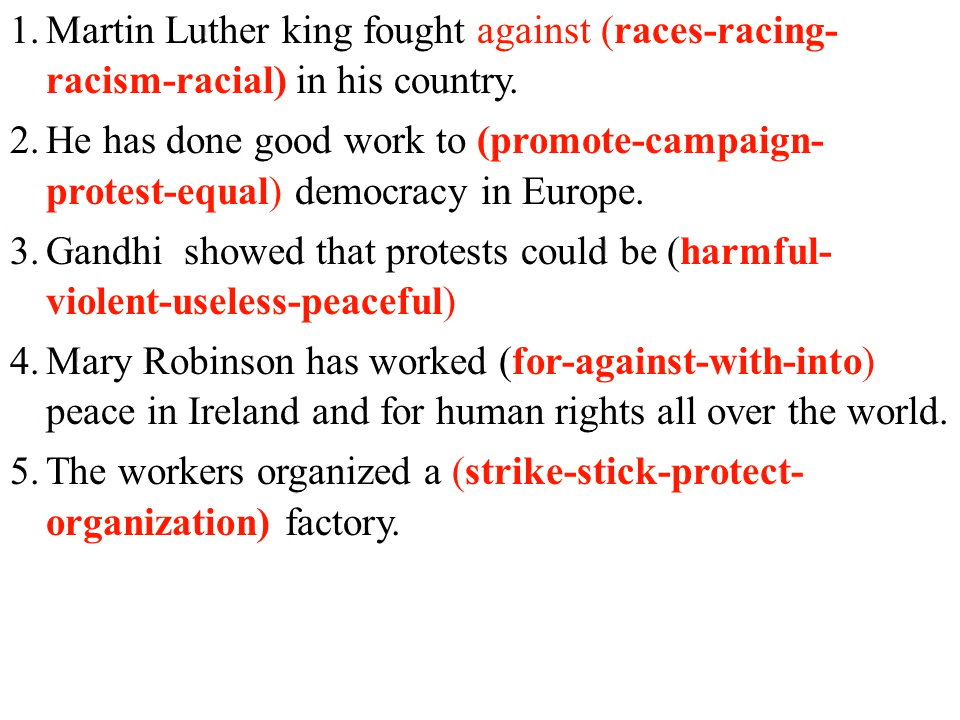 1. Martin Luther king fought against (races-racing-
racism-racial) in his country.
2. He has done good work to (promote-campaign-
protest-equal) democracy in Europe.
3. Gandhi showed that protests could be (harmful-
violent-useless-peaceful)
4. Mary Robinson has worked (for-against-with-into)
peace in Ireland and for human rights all over the world.
5. The workers organized a (strike-stick-protect-
organization) factory.